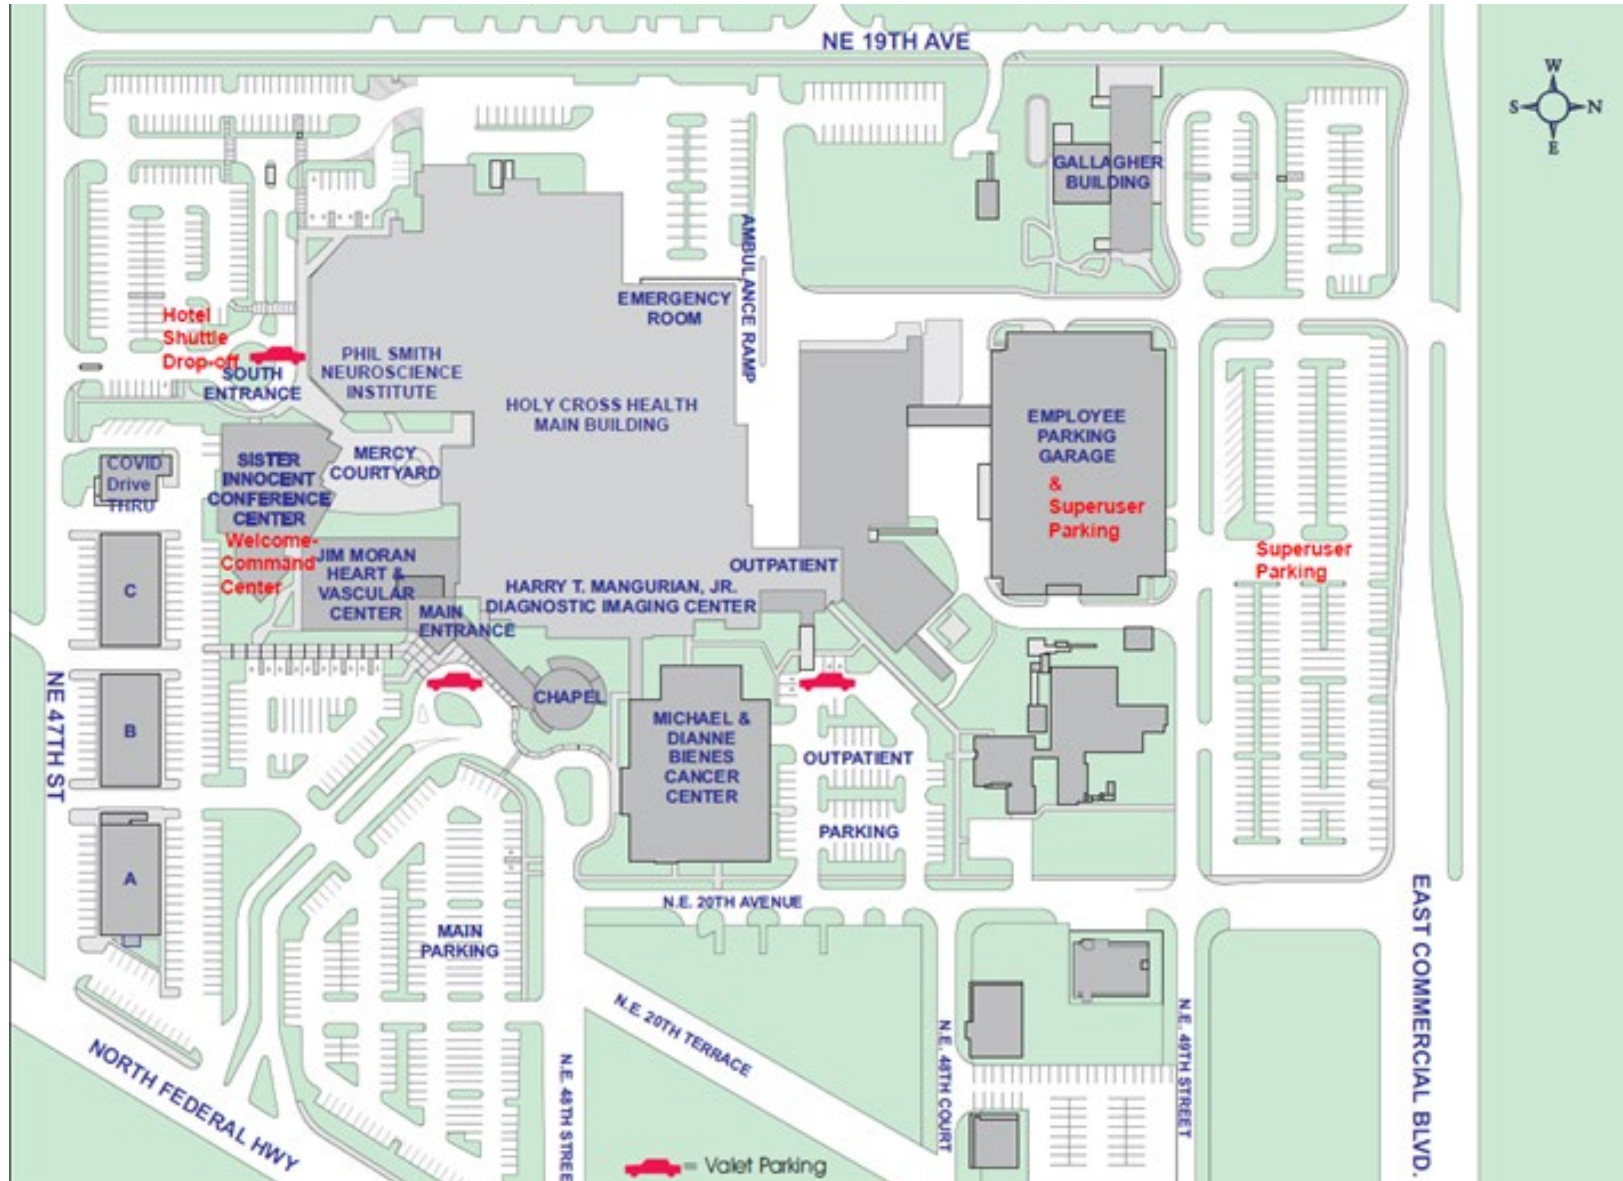 NE 19TH AVE
W
S
N
E
GALLAGHER
BUILDING
AMBULANCE RAMP
EMERGENCY
ROOM
Hotel
Shuttle
Drop-off
SOUTH
ENTRANCE
PHIL SMITH
NEUROSCIENCE
INSTITUTE
HOLY CROSS HEALTH
MAIN BUILDING
EMPLOYEE
PARKING
GARAGE
&
Superuser
Parking
MERCY
COURTYARD
COVID
Drive
THRU
SISTER
INNOCENT
CONFERENCE
CENTER
Welcome-
Command
Center
JIM MORAN
HEART &
VASCULAR
CENTER
OUTPATIENT
HARRY T. MANGURIAN, JR.
DIAGNOSTIC IMAGING CENTER
MAIN
ENTRANCE
Superuser
Parking
C
B
A
NE 47TH ST
CHAPEL
MICHAEL &
DIANNE
BIENES
CANCER
CENTER
OUTPATIENT
PARKING
N.E. 20TH AVENUE
MAIN
PARKING
EAST COMMERCIAL BLVD.
N.E. 20TH TERRACE
NORTH FEDERAL HWY
N.E. 48TH STREE
N.E. 48TH COURT
N.E. 49TH STREET
= Valet Parking